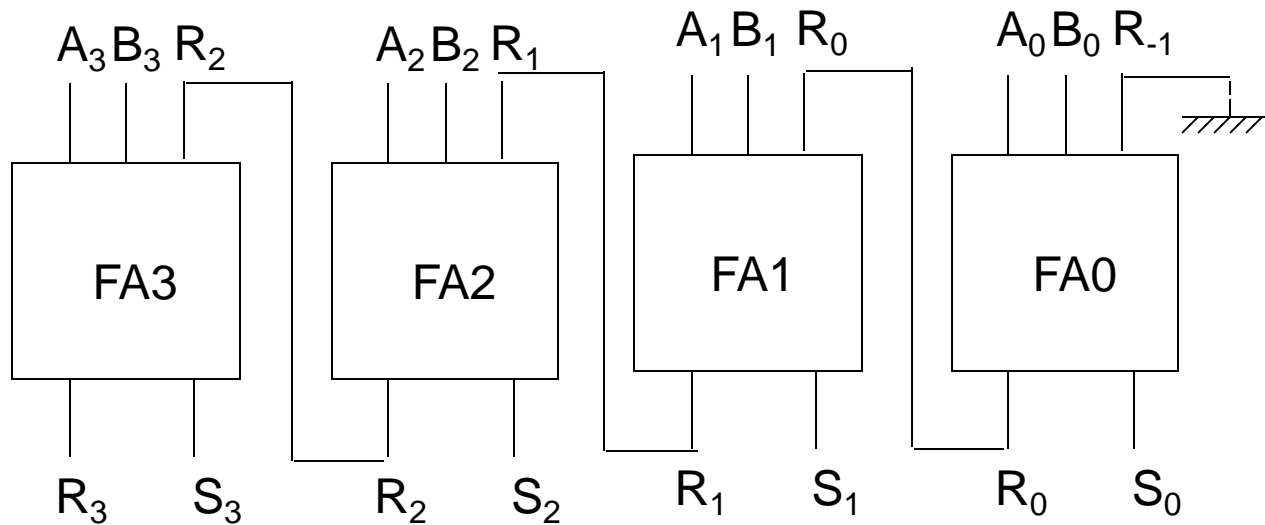 A₃ B₃ R₂ A₂ B₂ R₁ A₁ B₁ R₀ A₀ B₀ R₋₁
FA3 FA2 FA1 FA0
R₃ S₃ R₂ S₂ R₁ S₁ R₀ S₀